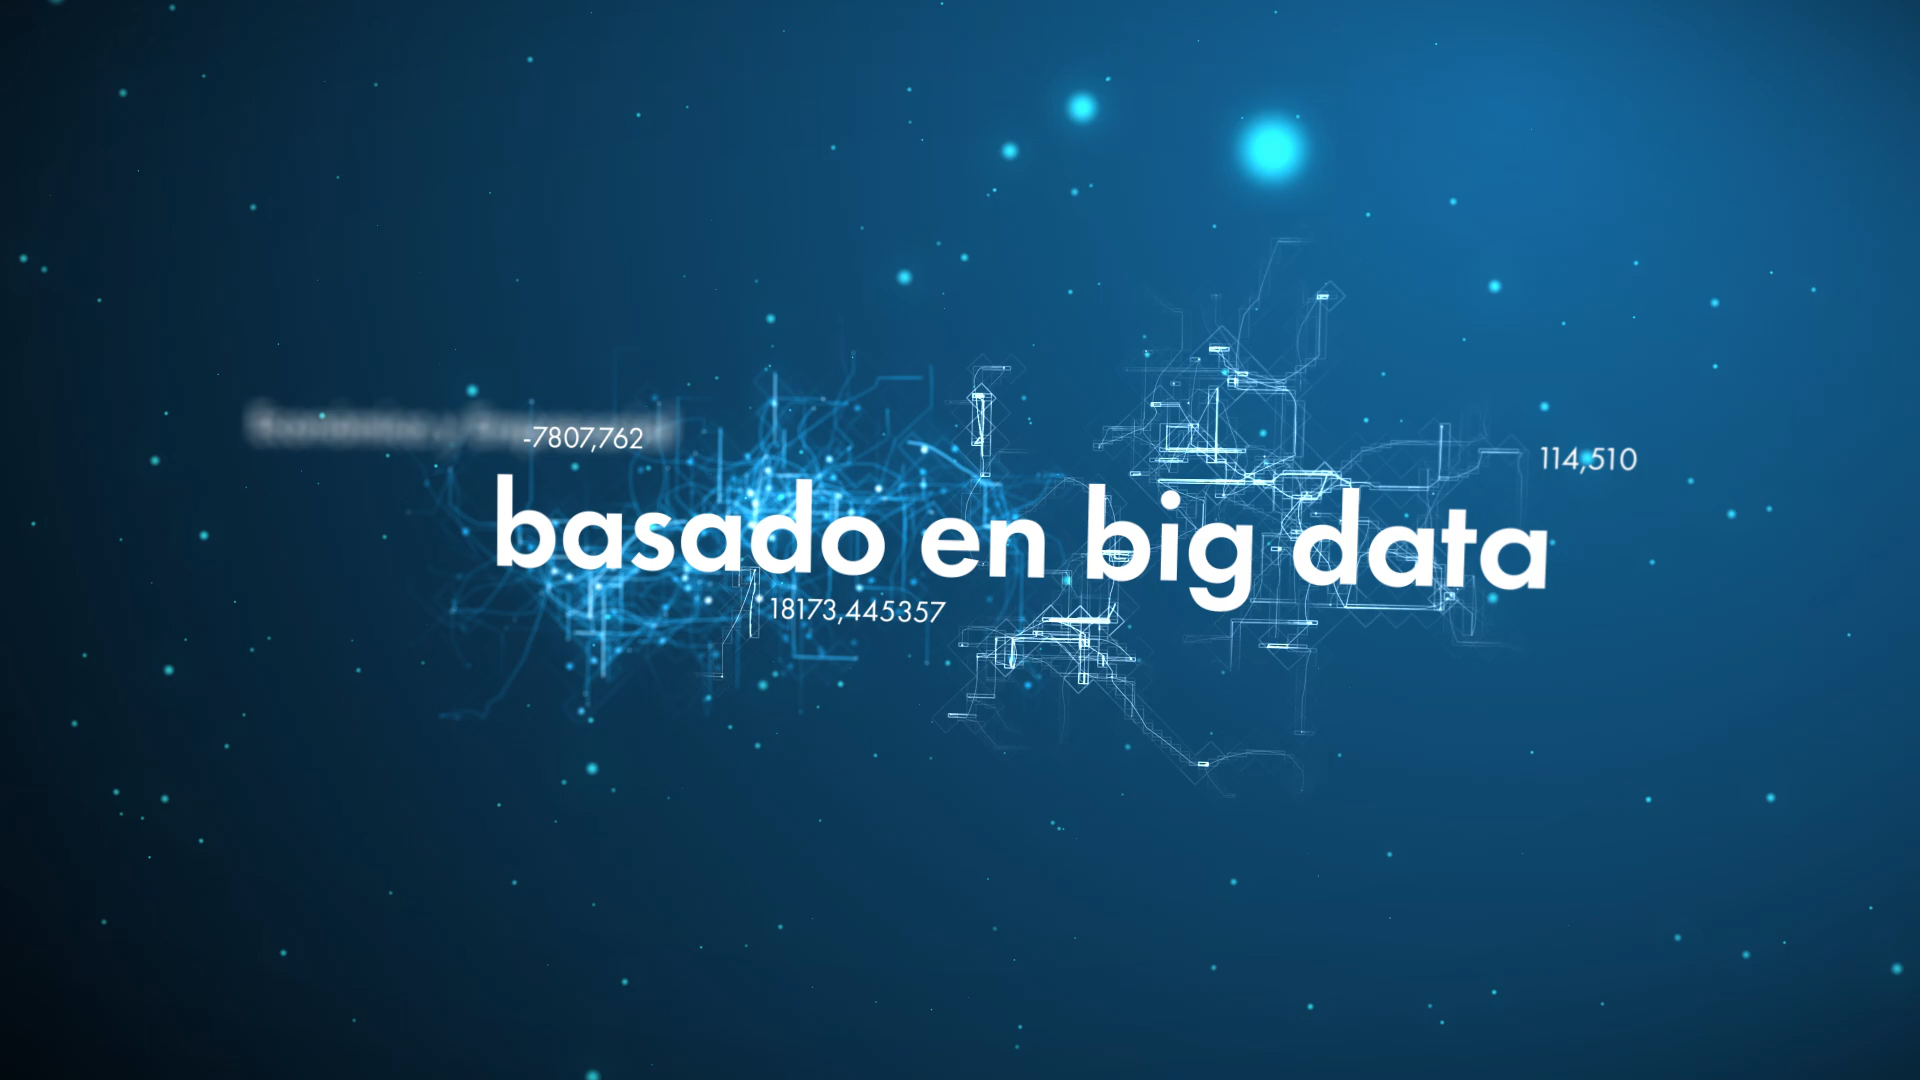 -7807,762
114,510
basado en big data
18173,445357